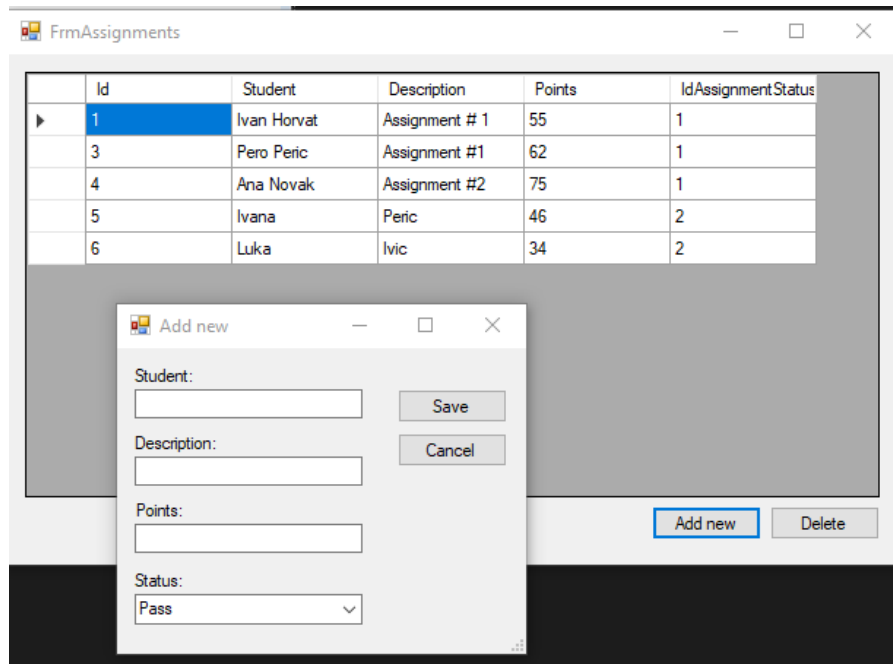 FrmAssignments
Id Student Description Points IdAssignmentStatus
1 Ivan Horvat Assignment # 1 55 1
3 Pero Peric Assignment #1 62 1
4 Ana Novak Assignment #2 75 1
5 Ivana Peric 46 2
6 Luka Ivic 34 2
Add new
Student:
Save
Description:
Cancel
Points:
Add new Delete
Status:
Pass